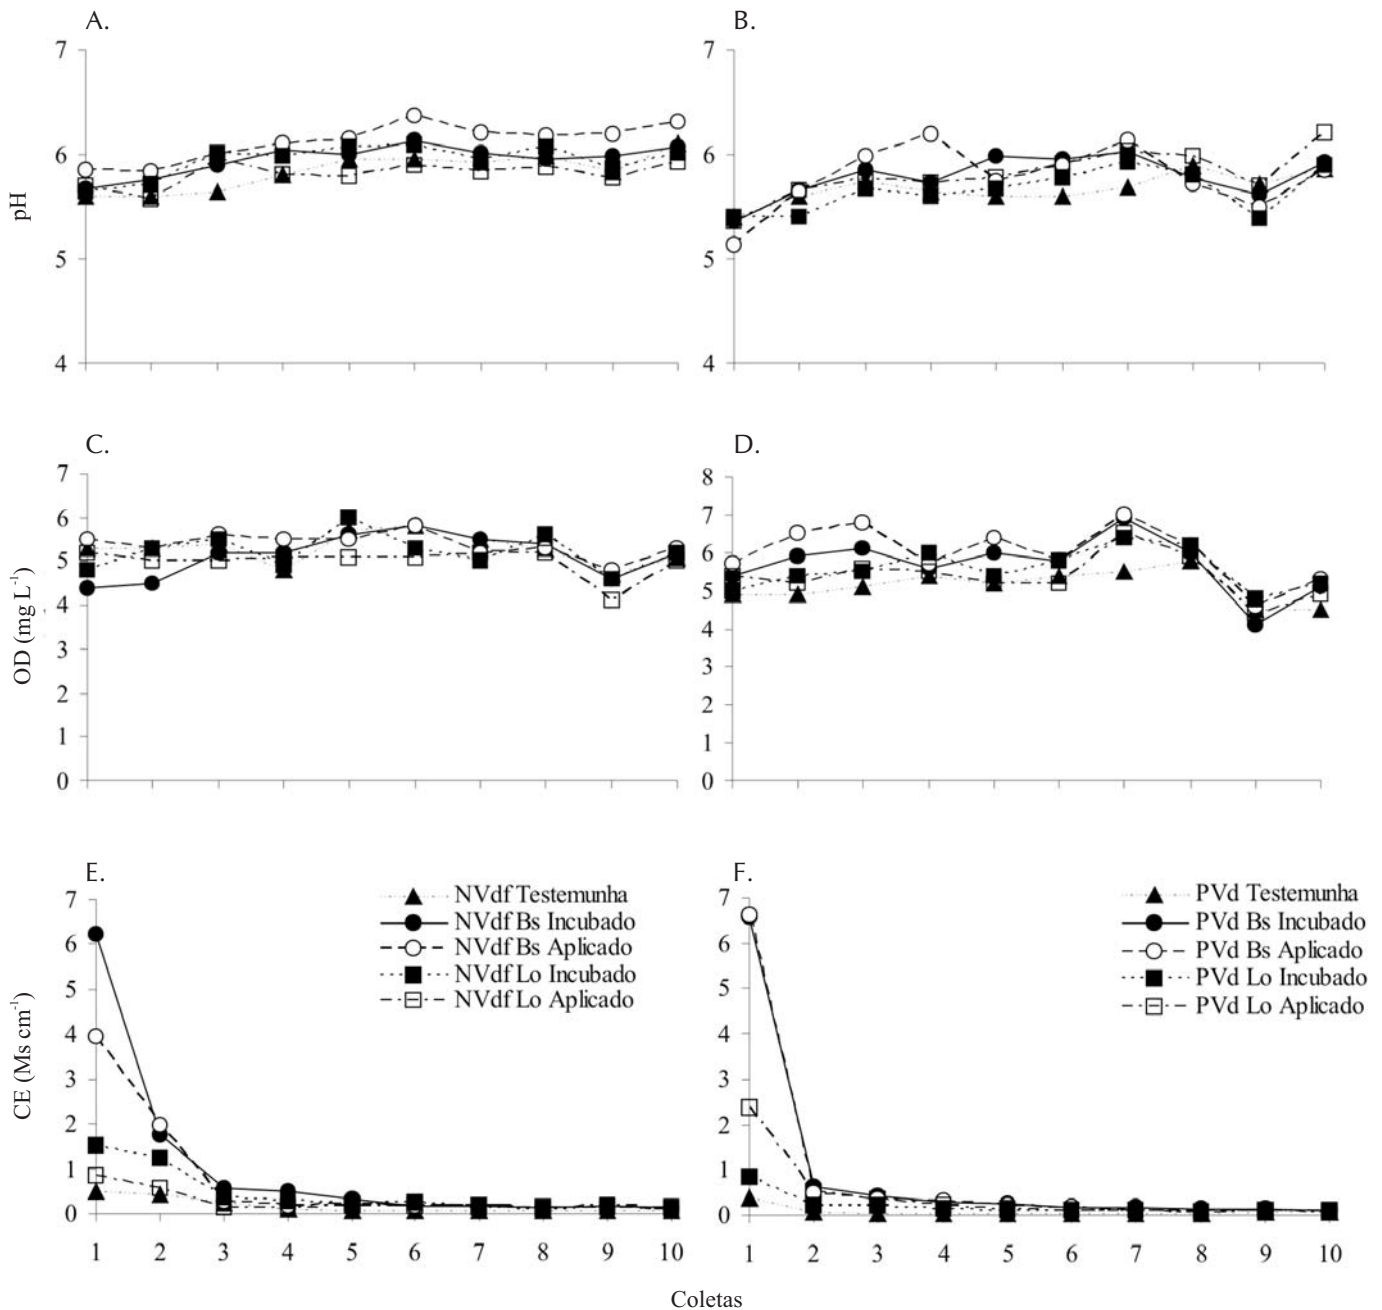 A.
7
6
5
4
pH
B.
7
6
5
4
C.
7
6
5
4
3
2
1
0
OD (mg L⁻¹)
D.
8
7
6
5
4
3
2
1
0
E.
7
6
5
4
3
2
1
0
CE (Ms cm⁻¹)
NVdf Testemunha
NVdf Bs Incubado
NVdf Bs Aplicado
NVdf Lo Incubado
NVdf Lo Aplicado
1 2 3 4 5 6 7 8 9 10
F.
7
6
5
4
3
2
1
0
PVd Testemunha
PVd Bs Incubado
PVd Bs Aplicado
PVd Lo Incubado
PVd Lo Aplicado
1 2 3 4 5 6 7 8 9 10
Coletas